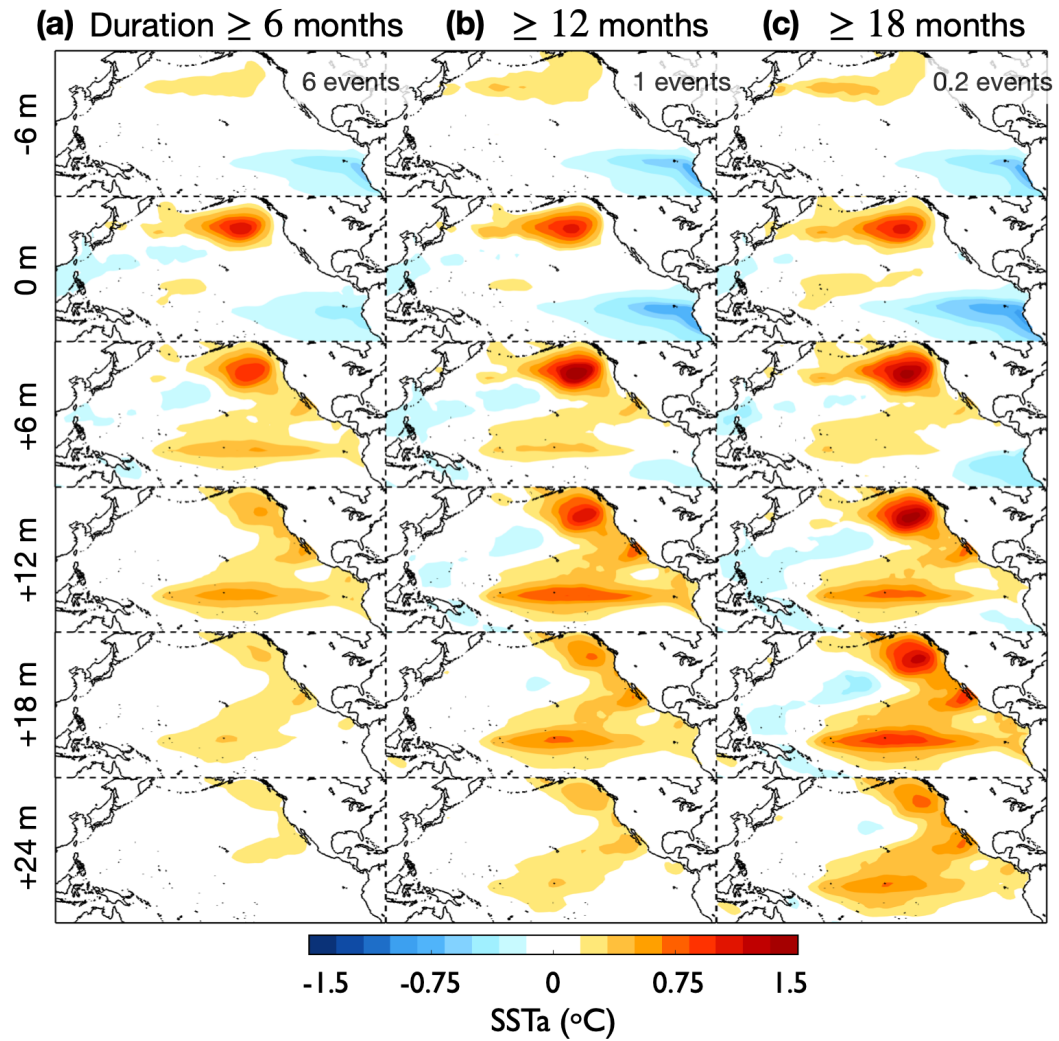 (a) Duration ≥ 6 months (b) ≥ 12 months (c) ≥ 18 months
6 events 1 events 0.2 events
-6 m
0 m
+6 m
+12 m
+18 m
+24 m
-1.5 -0.75 0 0.75 1.5
SSTa (°C)